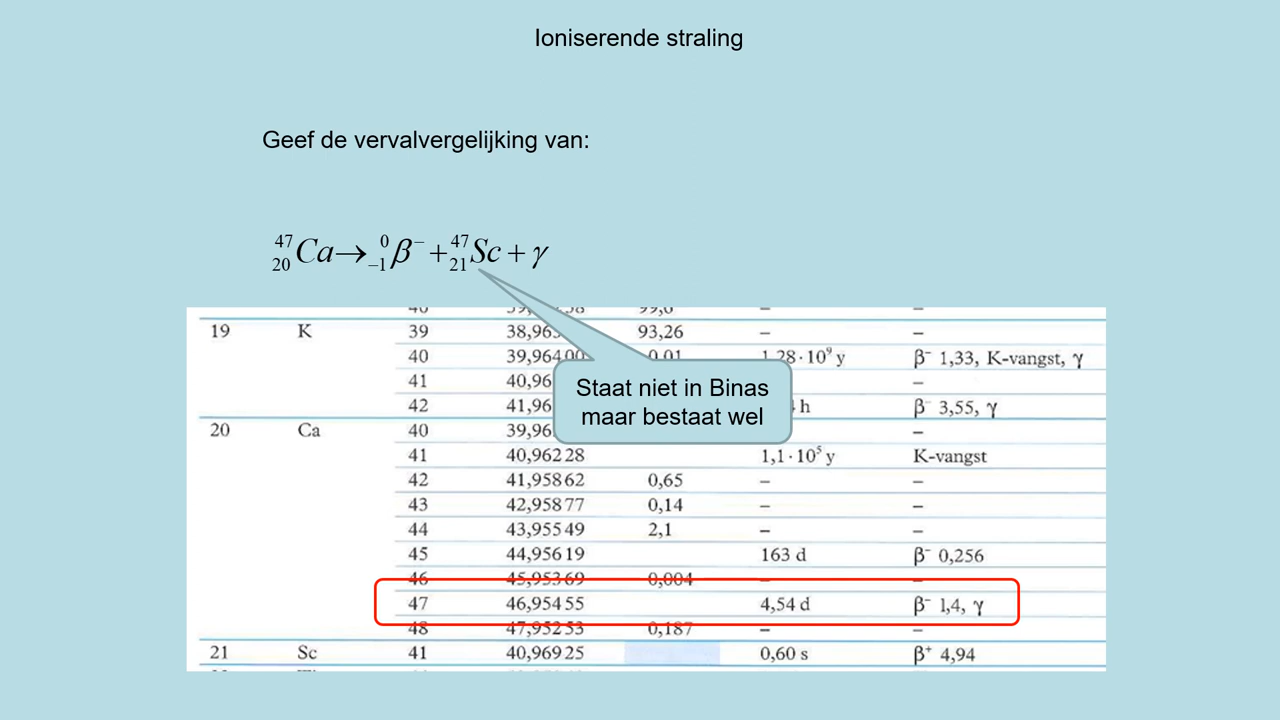 Ioniserende straling
Geef de vervalvergelijking van:
⁴⁷₂₀Ca→⁰₋₁β⁻+⁴⁷₂₁Sc+γ
Staat niet in Binas
maar bestaat wel
19 K 39 38,963 93,26 – –
40 39,96400 0,01 1,28·10⁹ y β⁻ 1,33, K-vangst, γ
41 40,96 –
42 41,96 h β⁻ 3,55, γ
20 Ca 40 39,96 –
41 40,96228 1,1·10⁵ y K-vangst
42 41,95862 0,65 – –
43 42,95877 0,14 – –
44 43,95549 2,1 – –
45 44,95619 163 d β⁻ 0,256
46 45,95369 0,004 – –
47 46,95455 4,54 d β⁻ 1,4, γ
48 47,95253 0,187 – –
21 Sc 41 40,96925 0,60 s β⁺ 4,94